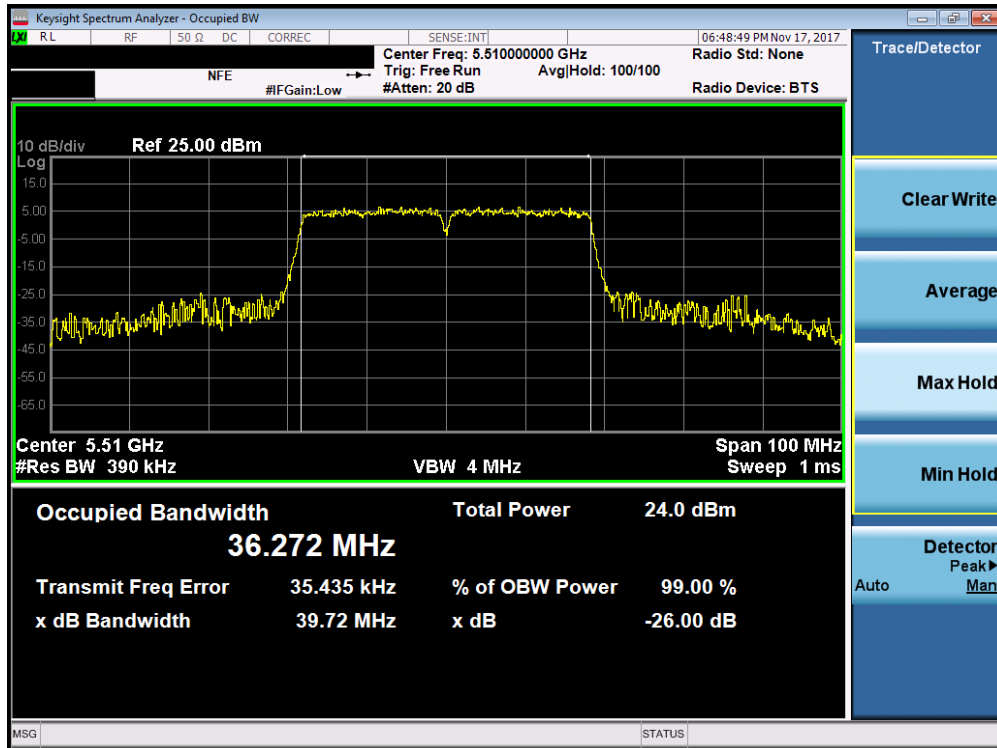 Keysight Spectrum Analyzer - Occupied BW
LXI RL RF 50 Ω DC CORREC SENSE:INT 06:48:49 PM Nov 17, 2017
Center Freq: 5.510000000 GHz Radio Std: None
NFE Trig: Free Run Avg|Hold: 100/100
#IFGain:Low #Atten: 20 dB Radio Device: BTS
Trace/Detector
10 dB/div Ref 25.00 dBm
Log
15.0
5.00
-5.00
-15.0
-25.0
-35.0
-45.0
-55.0
-65.0
Center 5.51 GHz Span 100 MHz
#Res BW 390 kHz VBW 4 MHz Sweep 1 ms
Occupied Bandwidth Total Power 24.0 dBm
36.272 MHz
Transmit Freq Error 35.435 kHz % of OBW Power 99.00 %
x dB Bandwidth 39.72 MHz x dB -26.00 dB
Clear Write
Average
Max Hold
Min Hold
Detector
Peak▶
Auto Man
MSG STATUS